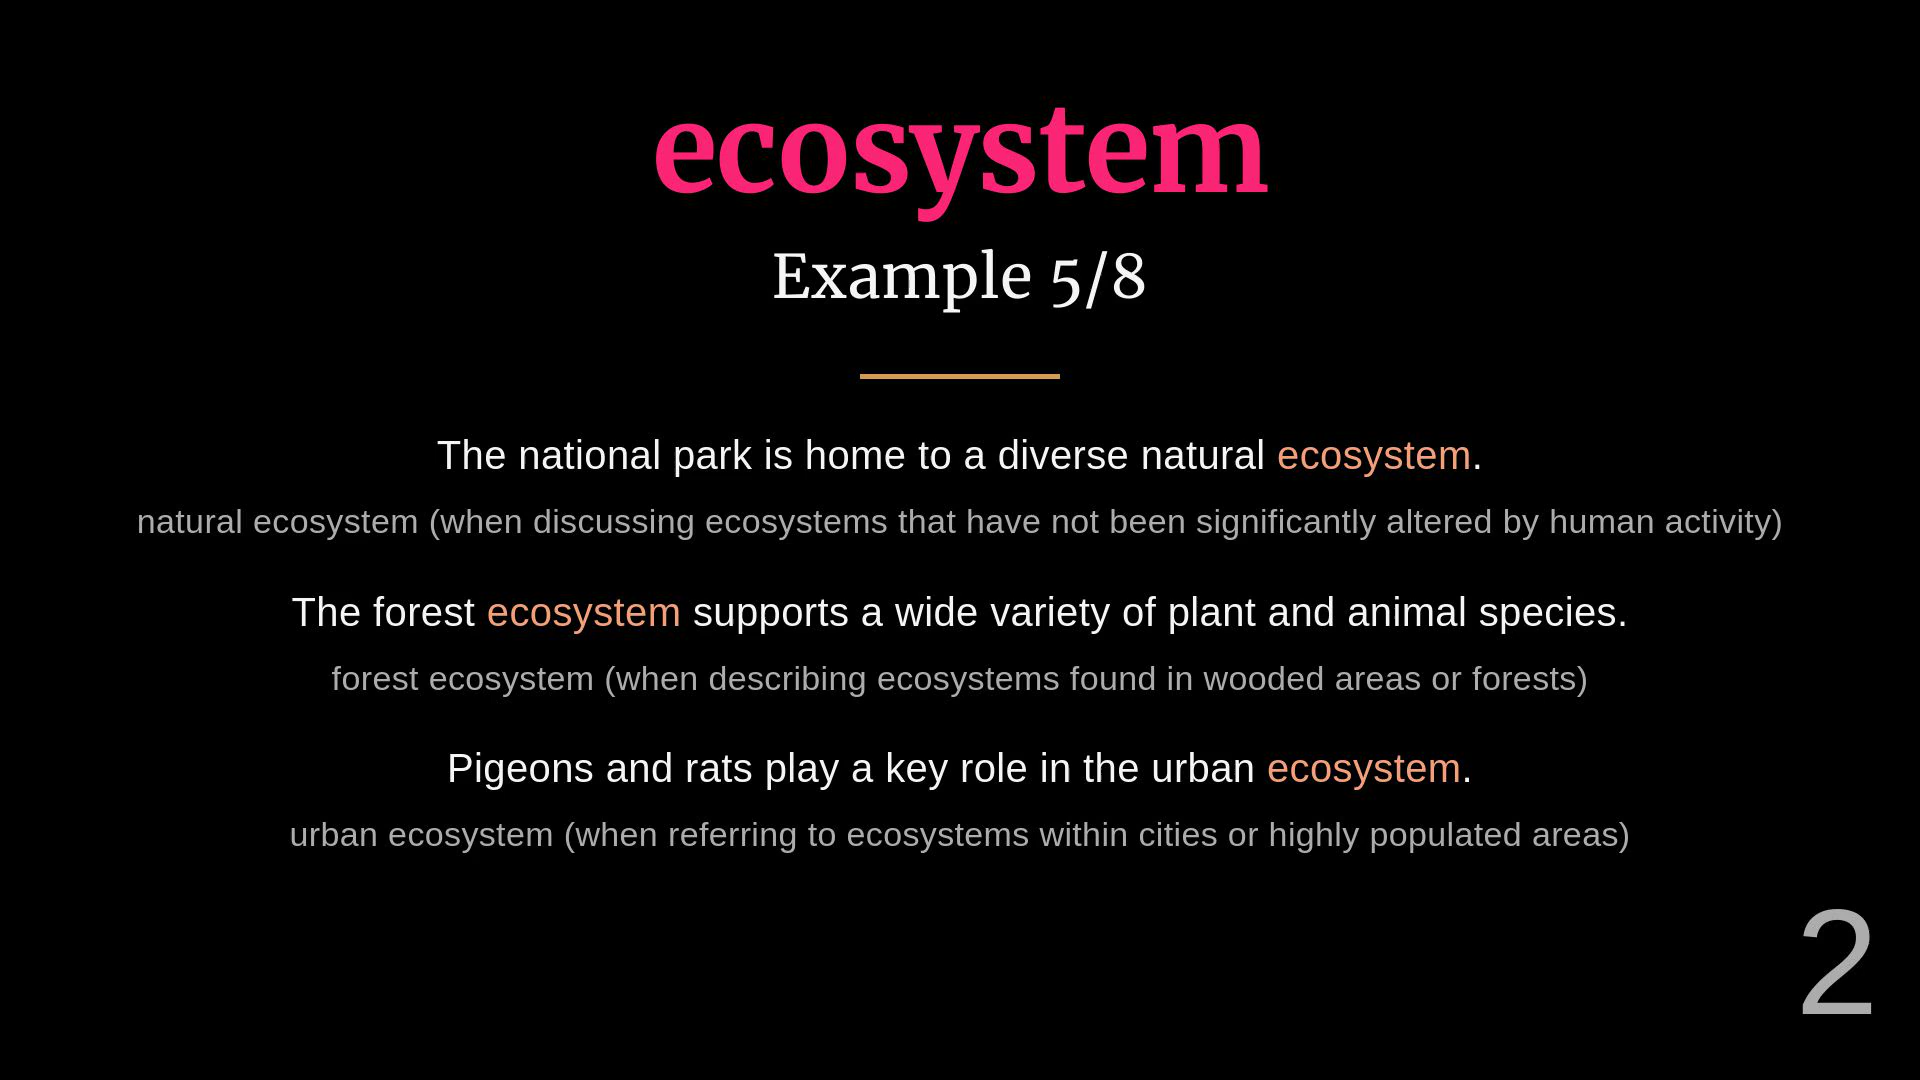 ecosystem
Example 5/8
The national park is home to a diverse natural ecosystem.
natural ecosystem (when discussing ecosystems that have not been significantly altered by human activity)
The forest ecosystem supports a wide variety of plant and animal species.
forest ecosystem (when describing ecosystems found in wooded areas or forests)
Pigeons and rats play a key role in the urban ecosystem.
urban ecosystem (when referring to ecosystems within cities or highly populated areas)
2